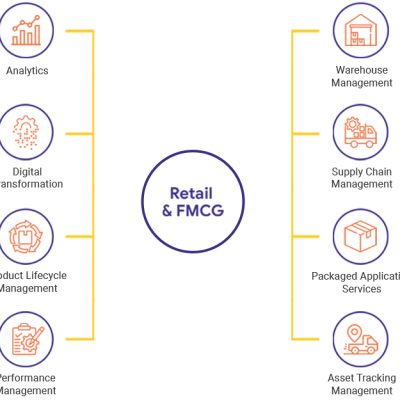 Analytics
Digital
ransformation
oduct Lifecycle
Management
Performance
Management
Retail
& FMCG
Warehouse
Management
Supply Chain
Management
Packaged Applicati
Services
Asset Tracking
Management